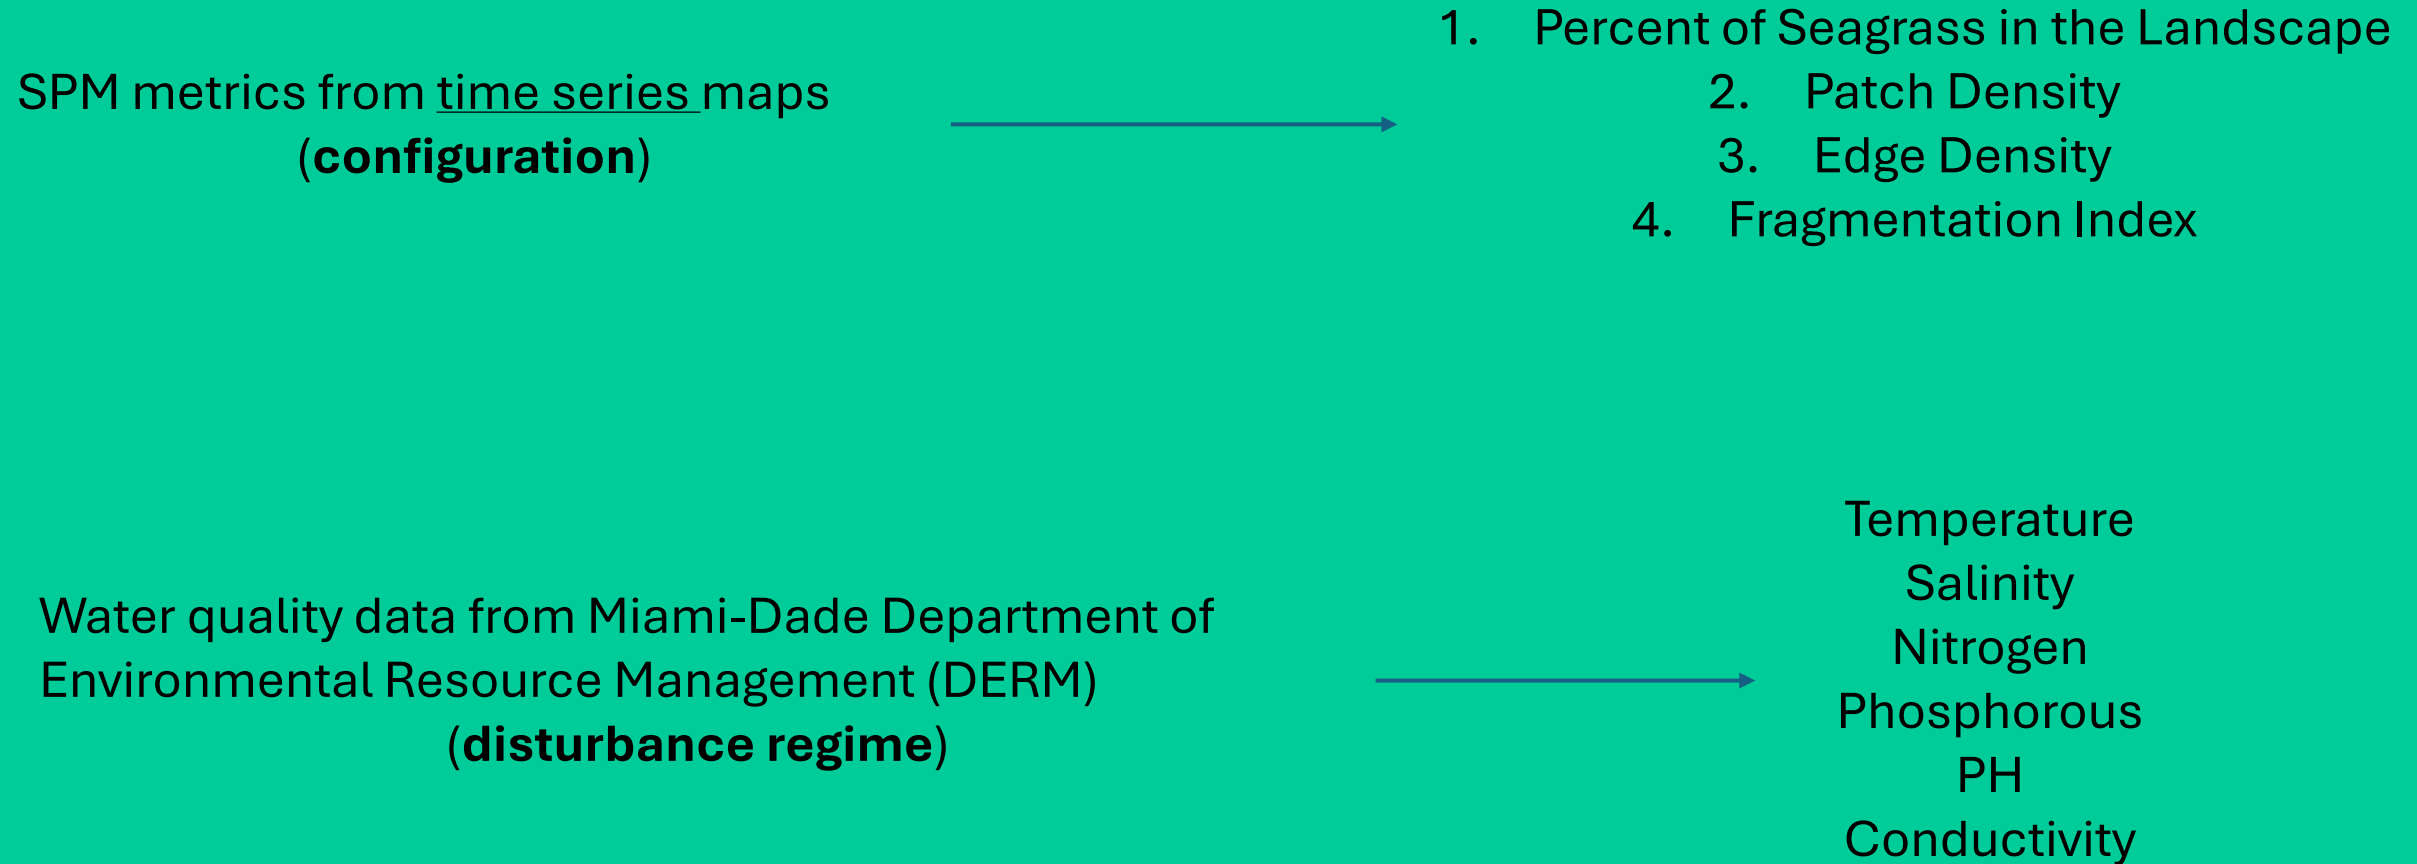 SPM metrics from time series maps
(configuration)
1. Percent of Seagrass in the Landscape
2. Patch Density
3. Edge Density
4. Fragmentation Index
Water quality data from Miami-Dade Department of
Environmental Resource Management (DERM)
(disturbance regime)
Temperature
Salinity
Nitrogen
Phosphorous
PH
Conductivity